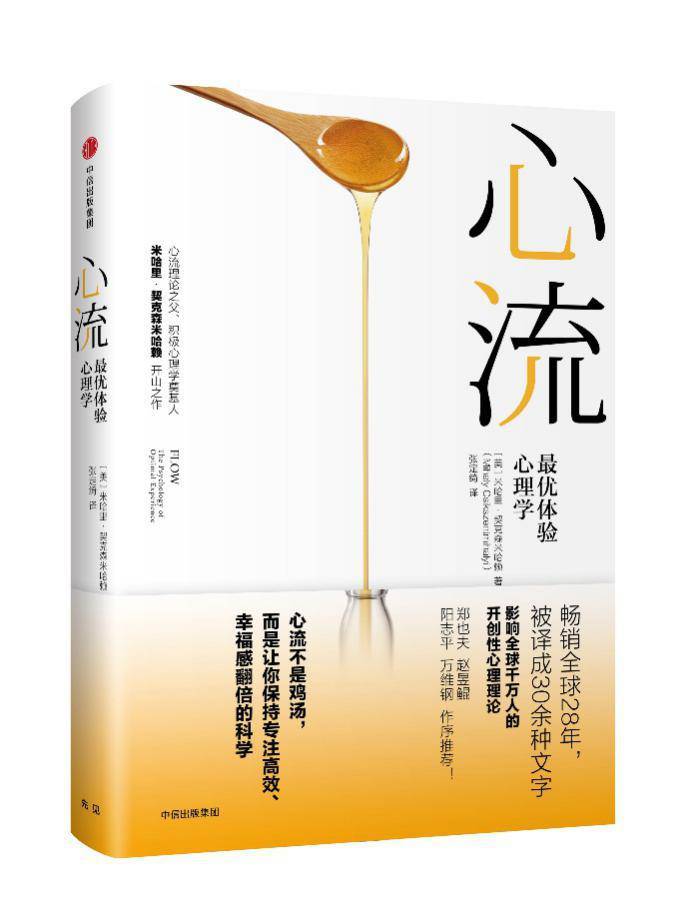 心流
最优体验
心理学
［美］米哈里·契克森米哈赖 著
（Mihaly Csikszentmihalyi）
张定绮 译
心流理论之父、积极心理学奠基人
米哈里·契克森米哈赖 开山之作
FLOW
The Psychology of
Optimal Experience
畅销全球28年，
被译成30余种文字
影响全球千万人的
开创性心理理论
郑也夫 赵昱鲲
阳志平 万维钢 作序推荐！
心流不是鸡汤，
而是让你保持专注高效、
幸福感翻倍的科学
中信出版集团
中信出版集团
心流
最优体验
心理学
［美］米哈里·契克森米哈赖
张定绮 译
先见